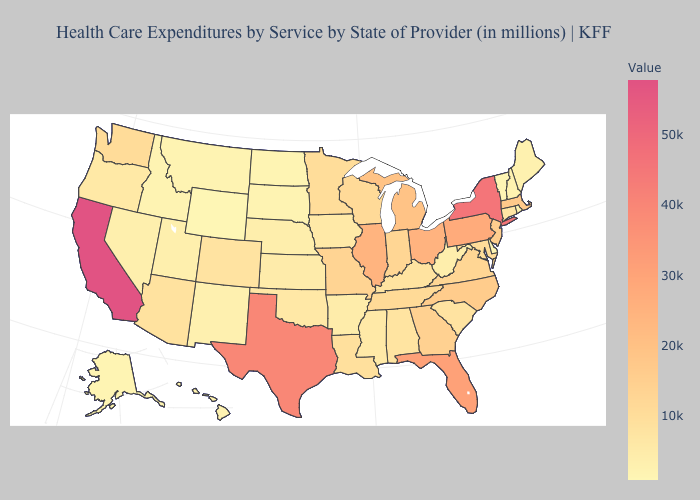 Health Care Expenditures by Service by State of Provider (in millions) | KFF
Value
50k
40k
30k
20k
10k